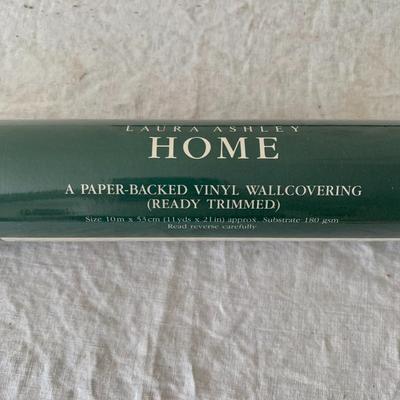 LAURA ASHLEY
HOME
A PAPER-BACKED VINYL WALLCOVERING
(READY TRIMMED)
Size 10m x 53cm (11yds x 21in) approx. Substrate 180 gsm
Read reverse carefully